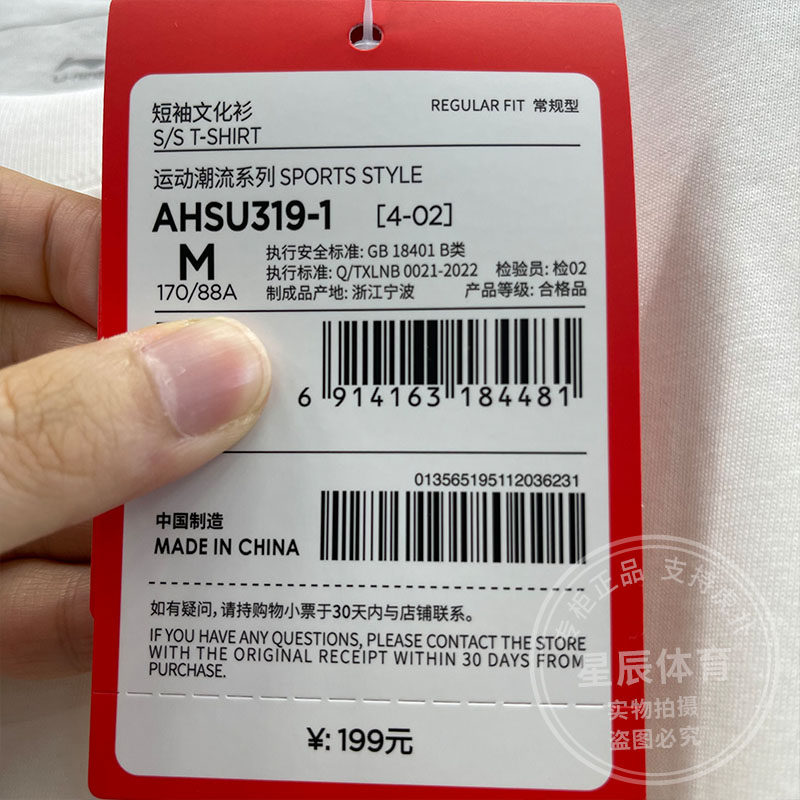 短袖文化衫
S/S T-SHIRT
REGULAR FIT 常规型
运动潮流系列 SPORTS STYLE
AHSU319-1 [4-02]
M
170/88A
执行安全标准: GB 18401 B类
执行标准: Q/TXLNB 0021-2022 检验员: 检02
制成品产地: 浙江宁波 产品等级: 合格品
6 914163 184481
013565195112036231
中国制造
MADE IN CHINA
如有疑问, 请持购物小票于30天内与店铺联系。
IF YOU HAVE ANY QUESTIONS, PLEASE CONTACT THE STORE
WITH THE ORIGINAL RECEIPT WITHIN 30 DAYS FROM
PURCHASE.
¥: 199元
星辰体育
实物拍摄
盗图必究